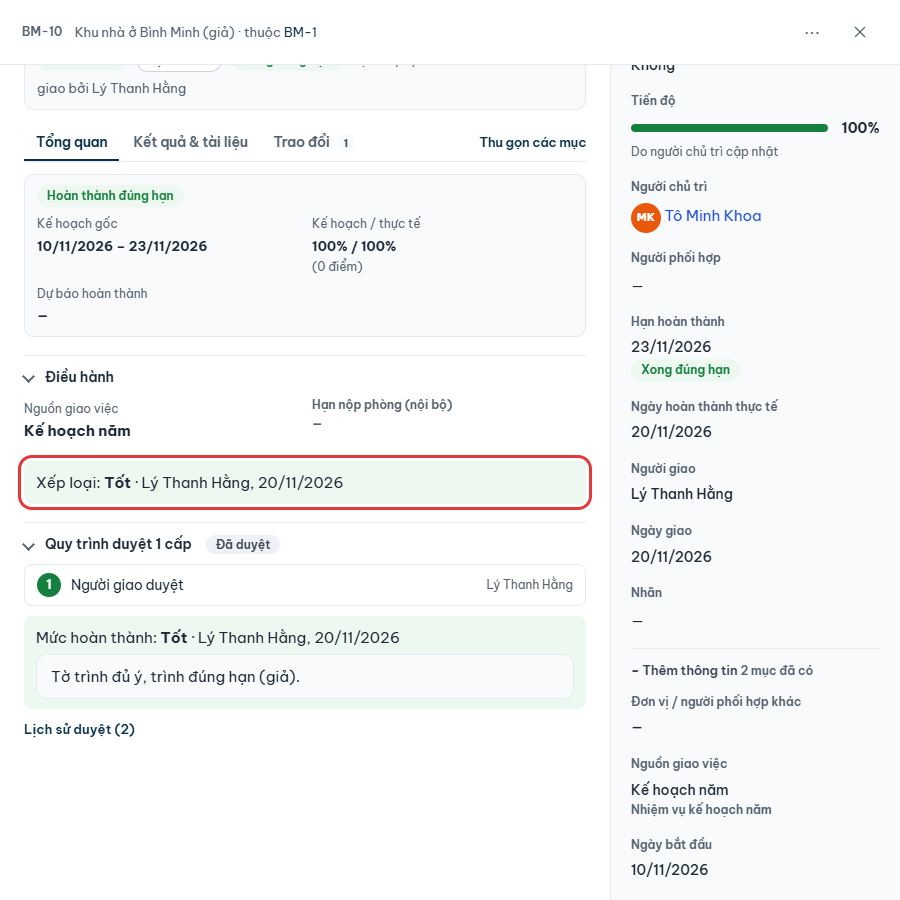 BM-10 Khu nhà ở Bình Minh (giả) · thuộc BM-1
giao bởi Lý Thanh Hằng
Tổng quan
Kết quả & tài liệu
Trao đổi 1
Thu gọn các mục
Hoàn thành đúng hạn
Kế hoạch gốc
10/11/2026 – 23/11/2026
Kế hoạch / thực tế
100% / 100%
(0 điểm)
Dự báo hoàn thành
–
Điều hành
Nguồn giao việc
Kế hoạch năm
Hạn nộp phòng (nội bộ)
–
Xếp loại: Tốt · Lý Thanh Hằng, 20/11/2026
Quy trình duyệt 1 cấp Đã duyệt
1 Người giao duyệt Lý Thanh Hằng
Mức hoàn thành: Tốt · Lý Thanh Hằng, 20/11/2026
Tờ trình đủ ý, trình đúng hạn (giả).
Lịch sử duyệt (2)
Không
Tiến độ
100%
Do người chủ trì cập nhật
Người chủ trì
MK Tô Minh Khoa
Người phối hợp
—
Hạn hoàn thành
23/11/2026
Xong đúng hạn
Ngày hoàn thành thực tế
20/11/2026
Người giao
Lý Thanh Hằng
Ngày giao
20/11/2026
Nhãn
—
– Thêm thông tin 2 mục đã có
Đơn vị / người phối hợp khác
—
Nguồn giao việc
Kế hoạch năm
Nhiệm vụ kế hoạch năm
Ngày bắt đầu
10/11/2026